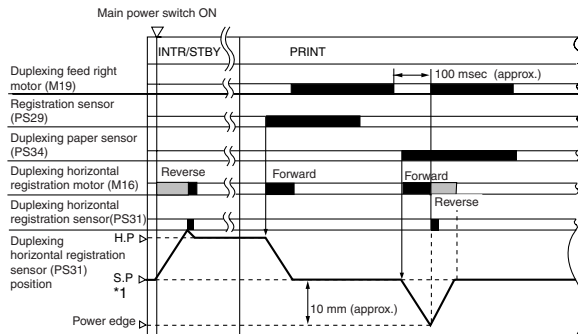 Main power switch ON
INTR/STBY
PRINT
Duplexing feed right
motor (M19)
100 msec (approx.)
Registration sensor
(PS29)
Duplexing paper sensor
(PS34)
Duplexing horizontal
registration motor (M16)
Reverse
Forward
Forward
Reverse
Duplexing horizontal
registration sensor(PS31)
Duplexing
horizontal registration
sensor (PS31)
position
H.P
S.P
*1
10 mm (approx.)
Power edge